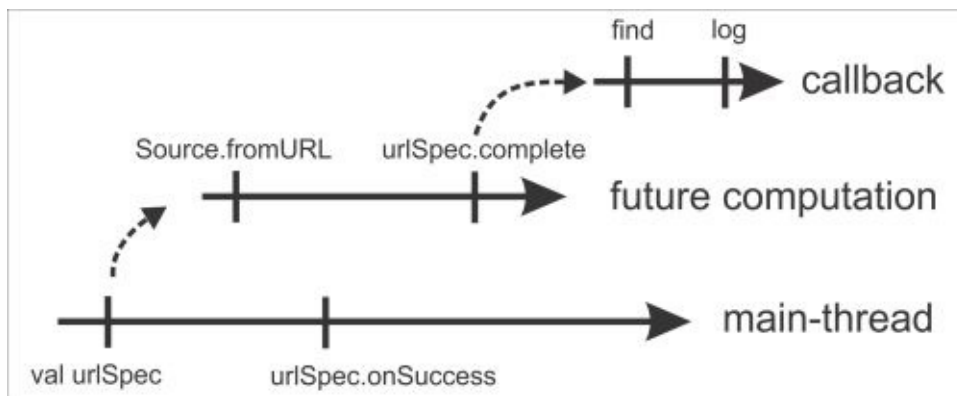 find log
callback
Source.fromURL urlSpec.complete
future computation
main-thread
val urlSpec urlSpec.onSuccess